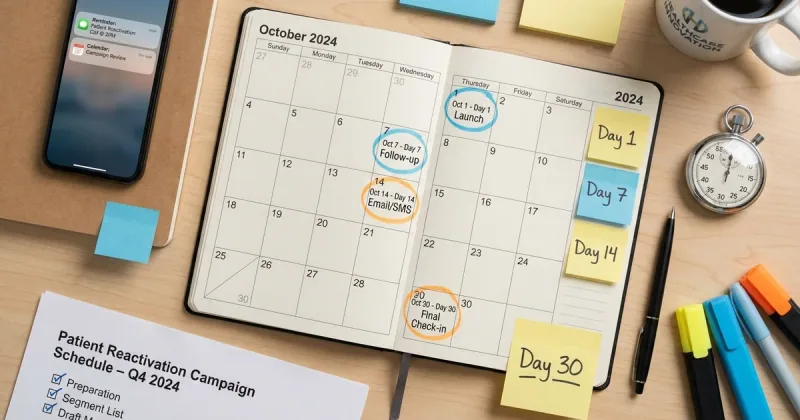 Reminder:
Patient Reactivation
Call @ 2PM
Calendar:
Campaign Review
October 2024
Sunday Monday Tuesday Wednesday
27 28 29 30
4 5 6 7
Oct 7 - Day 7
Follow-up
11 12 13 14
Oct 14 - Day 14
Email/SMS
18 19 20 21
25 26 27 28
30
2024
Thursday Friday Saturday
1 2 3
Oct 1 - Day 1
Launch
8 9 10
15 16 17
22 23 24
30
Oct 30 - Day 30
Final
Check-in
Day 1
Day 7
Day 14
Day 30
HEALTHCARE
INNOVATION
Patient Reactivation Campaign
Schedule – Q4 2024
Preparation
Segment List